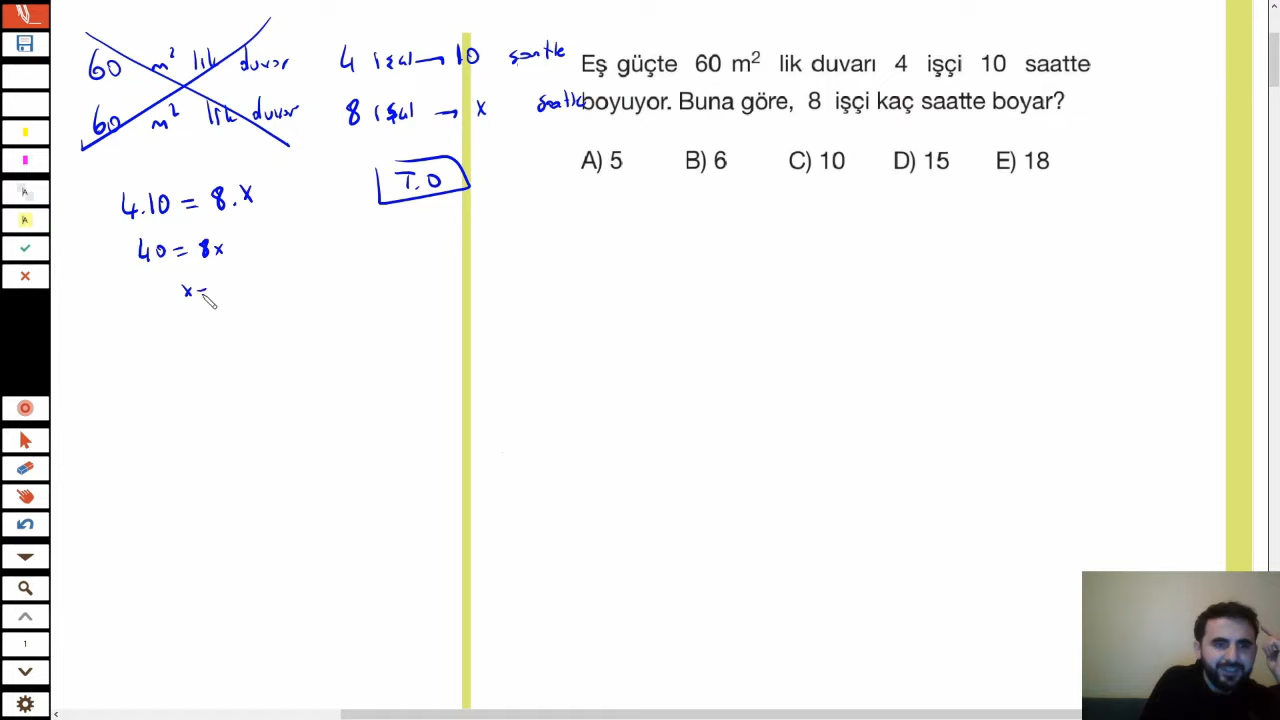 60 m² lik duvar
60 m² lik duvar
4 işçi → 10 saatte
8 işçi → x saatte
T.O
4.10 = 8.x
40 = 8x
x =
Eş güçte 60 m² lik duvarı 4 işçi 10 saatte
boyuyor. Buna göre, 8 işçi kaç saatte boyar?
A) 5 B) 6 C) 10 D) 15 E) 18
A
A
1